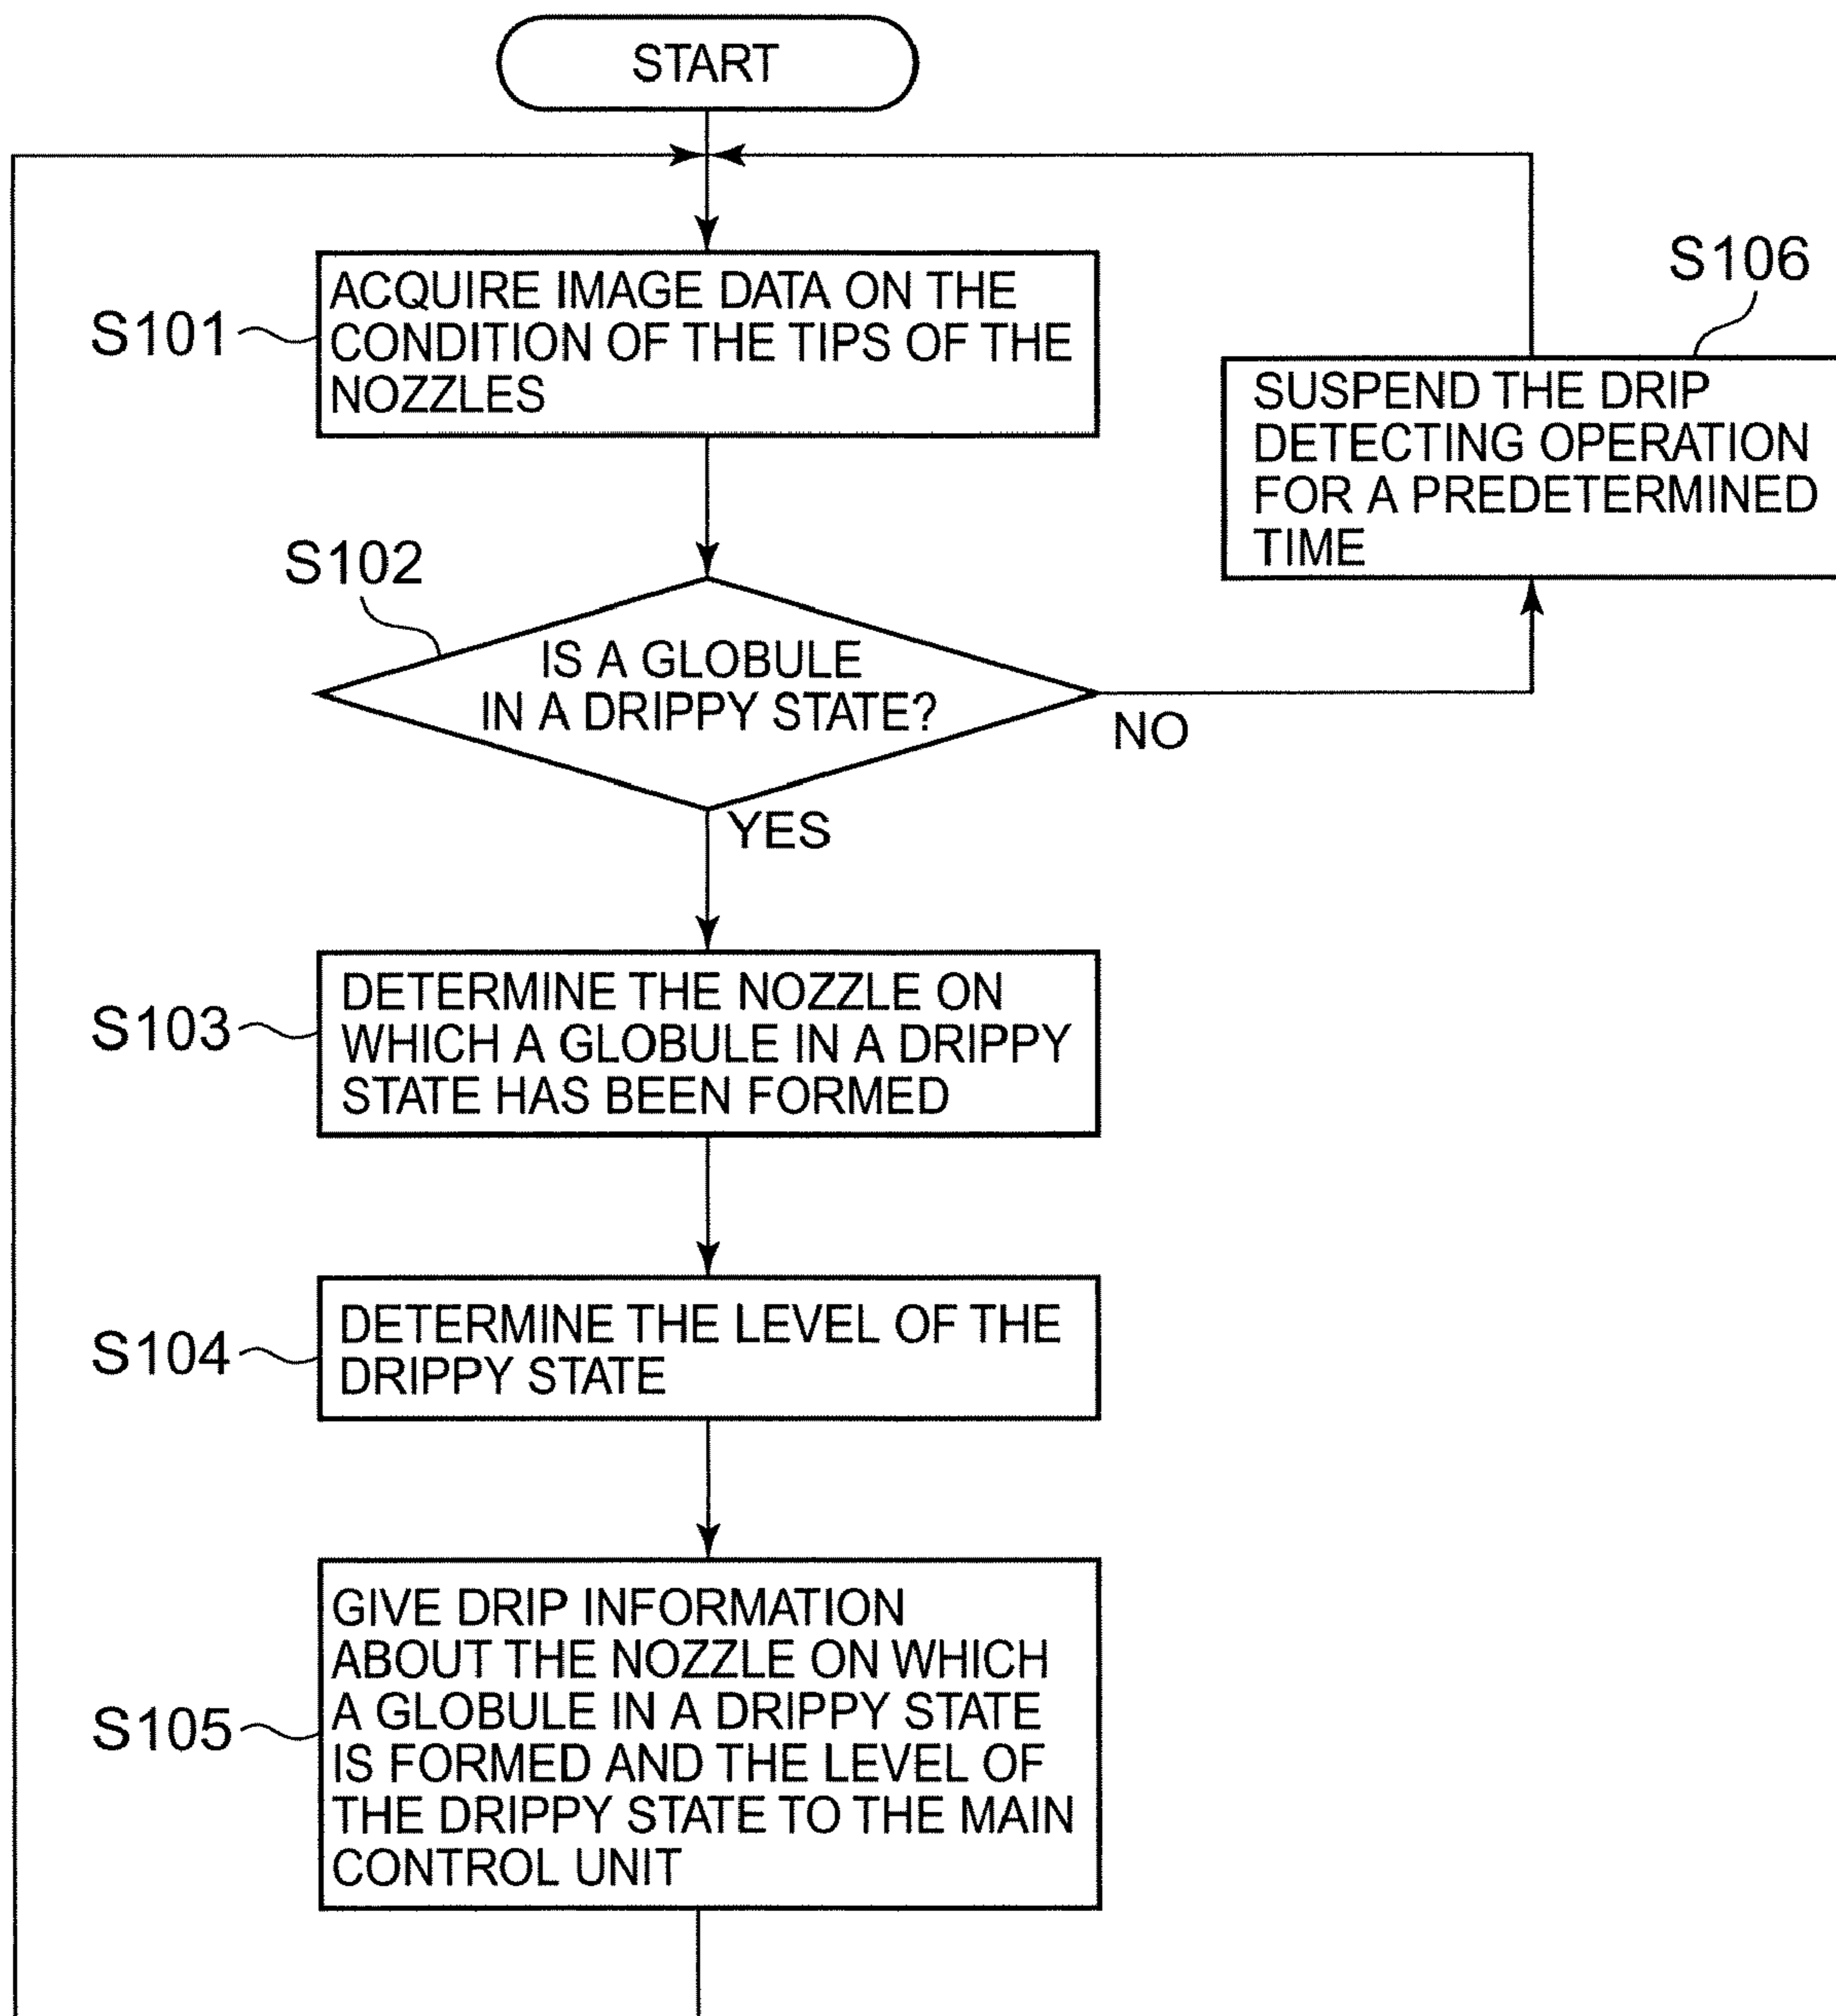 START
S101
ACQUIRE IMAGE DATA ON THE
CONDITION OF THE TIPS OF THE
NOZZLES
S106
SUSPEND THE DRIP
DETECTING OPERATION
FOR A PREDETERMINED
TIME
S102
IS A GLOBULE
IN A DRIPPY STATE?
NO
YES
S103
DETERMINE THE NOZZLE ON
WHICH A GLOBULE IN A DRIPPY
STATE HAS BEEN FORMED
S104
DETERMINE THE LEVEL OF THE
DRIPPY STATE
S105
GIVE DRIP INFORMATION
ABOUT THE NOZZLE ON WHICH
A GLOBULE IN A DRIPPY STATE
IS FORMED AND THE LEVEL OF
THE DRIPPY STATE TO THE MAIN
CONTROL UNIT